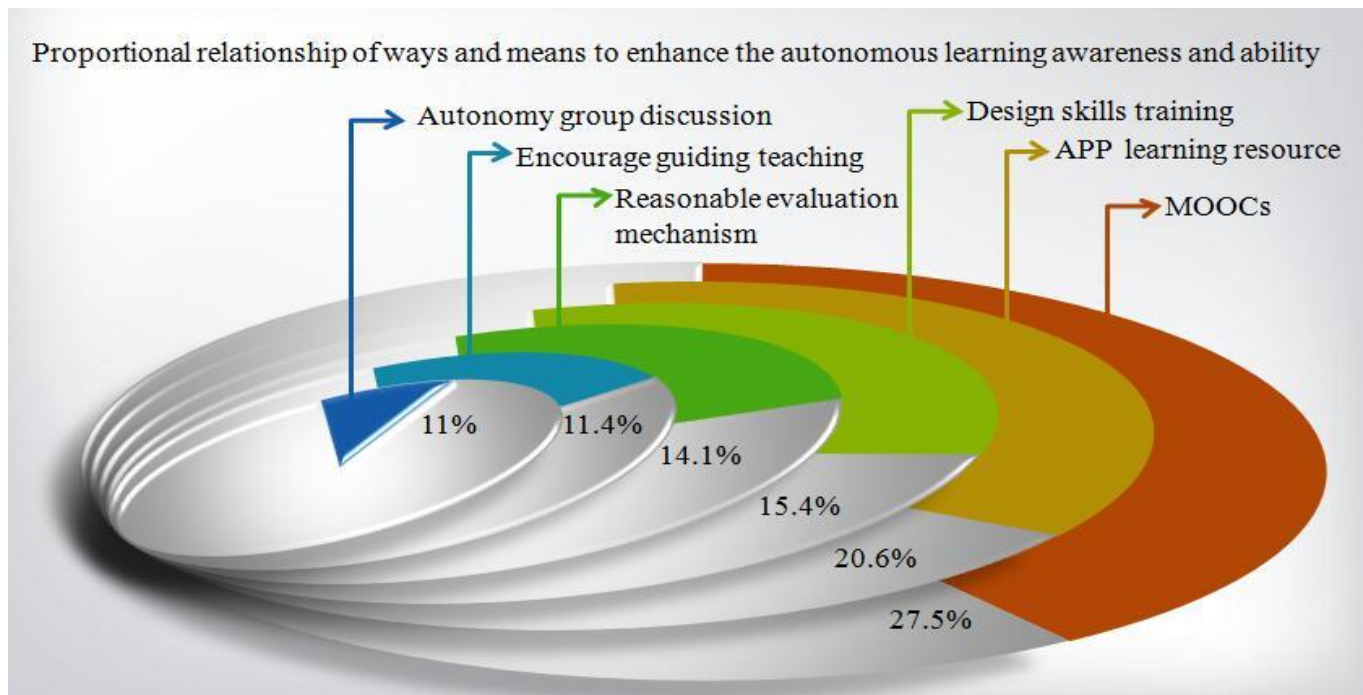 Proportional relationship of ways and means to enhance the autonomous learning awareness and ability
Autonomy group discussion
Encourage guiding teaching
Reasonable evaluation
mechanism
Design skills training
APP learning resource
MOOCs
11%
11.4%
14.1%
15.4%
20.6%
27.5%